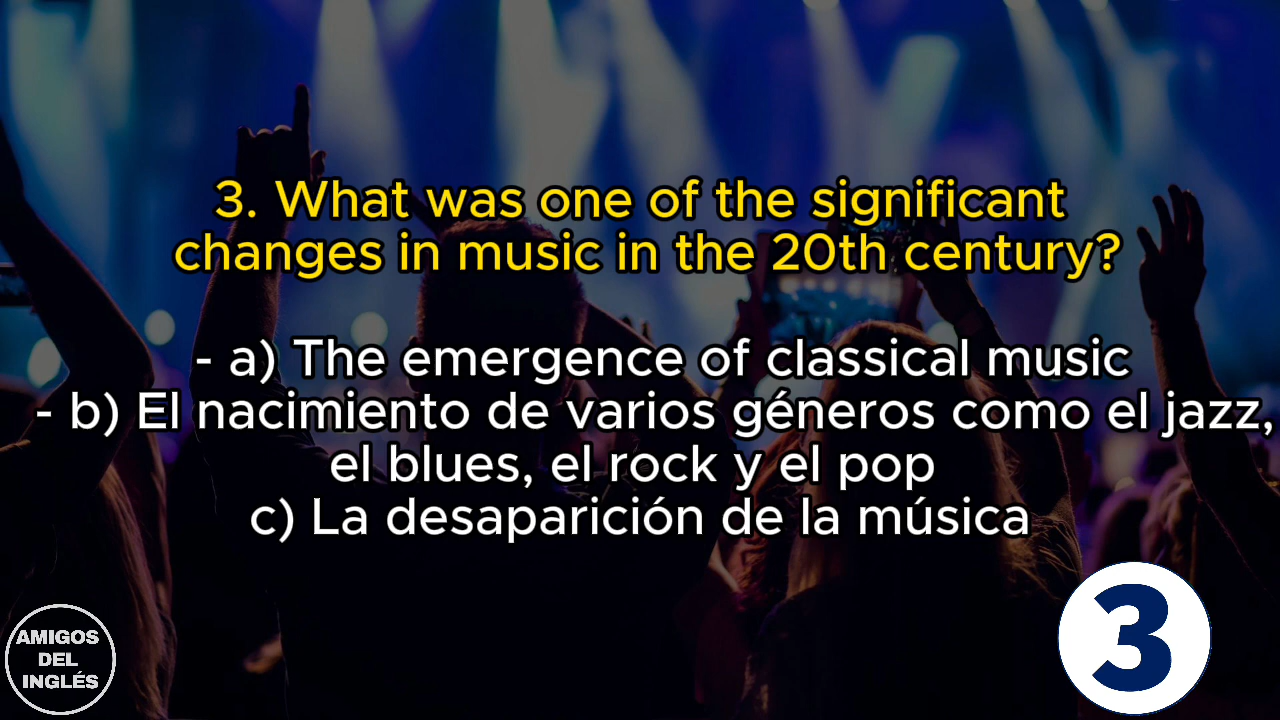 3. What was one of the significant
changes in music in the 20th century?
- a) The emergence of classical music
- b) El nacimiento de varios géneros como el jazz,
el blues, el rock y el pop
c) La desaparición de la música
AMIGOS
DEL
INGLÉS
3